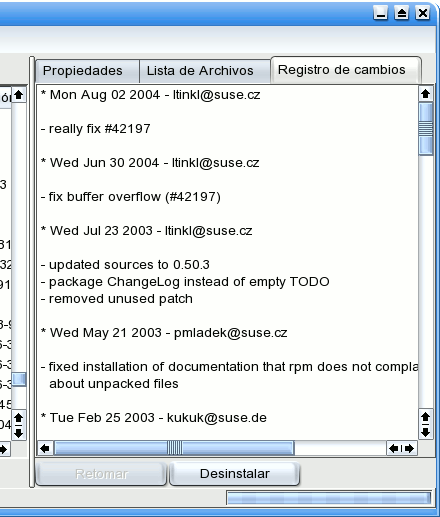 Propiedades Lista de Archivos Registro de cambios
* Mon Aug 02 2004 - ltinkl@suse.cz
- really fix #42197
* Wed Jun 30 2004 - ltinkl@suse.cz
- fix buffer overflow (#42197)
* Wed Jul 23 2003 - ltinkl@suse.cz
- updated sources to 0.50.3
- package ChangeLog instead of empty TODO
- removed unused patch
* Wed May 21 2003 - pmladek@suse.cz
- fixed installation of documentation that rpm does not compla
about unpacked files
* Tue Feb 25 2003 - kukuk@suse.de
Retomar Desinstalar